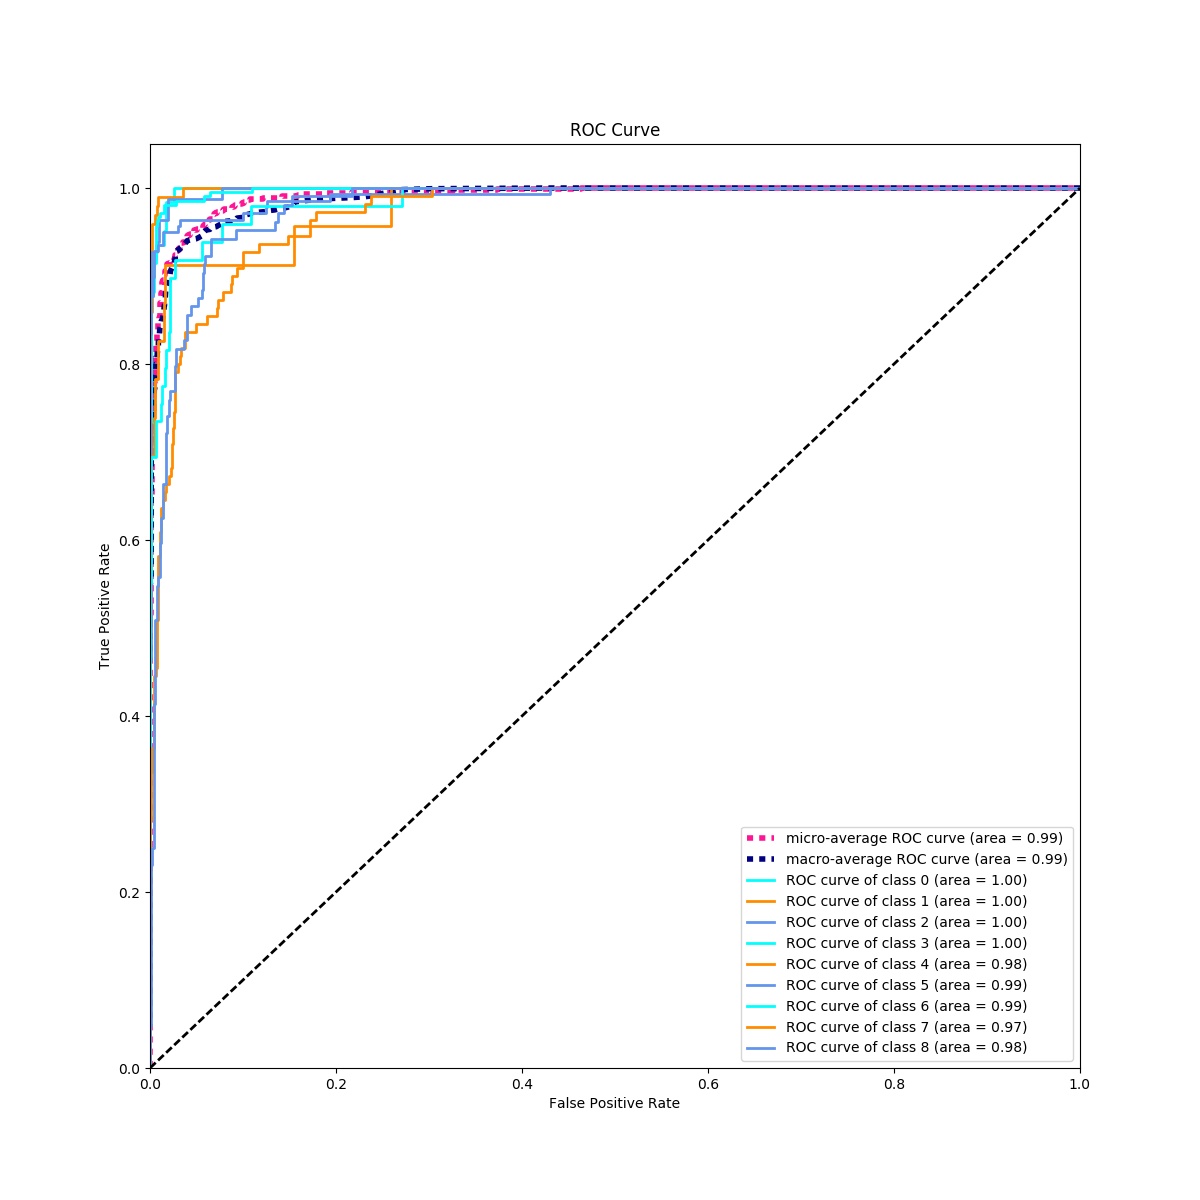 ROC Curve
1.0
0.8
0.6
0.4
0.2
0.0
True Positive Rate
micro-average ROC curve (area = 0.99)
macro-average ROC curve (area = 0.99)
ROC curve of class 0 (area = 1.00)
ROC curve of class 1 (area = 1.00)
ROC curve of class 2 (area = 1.00)
ROC curve of class 3 (area = 1.00)
ROC curve of class 4 (area = 0.98)
ROC curve of class 5 (area = 0.99)
ROC curve of class 6 (area = 0.99)
ROC curve of class 7 (area = 0.97)
ROC curve of class 8 (area = 0.98)
0.0 0.2 0.4 0.6 0.8 1.0
False Positive Rate